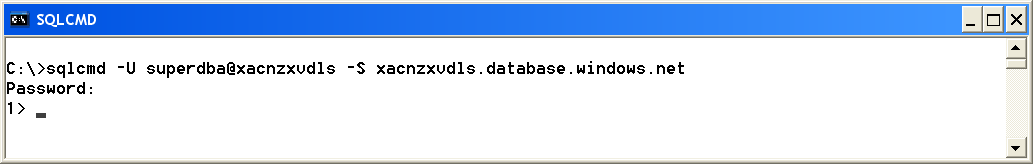 SQLCMD
C:\>sqlcmd -U superdba@xacnzxvdls -S xacnzxvdls.database.windows.net
Password:
1>